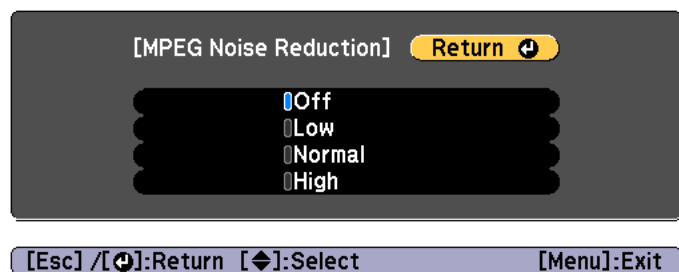 [MPEG Noise Reduction] Return
Off
Low
Normal
High
[Esc] /[⏎]:Return [◆]:Select [Menu]:Exit